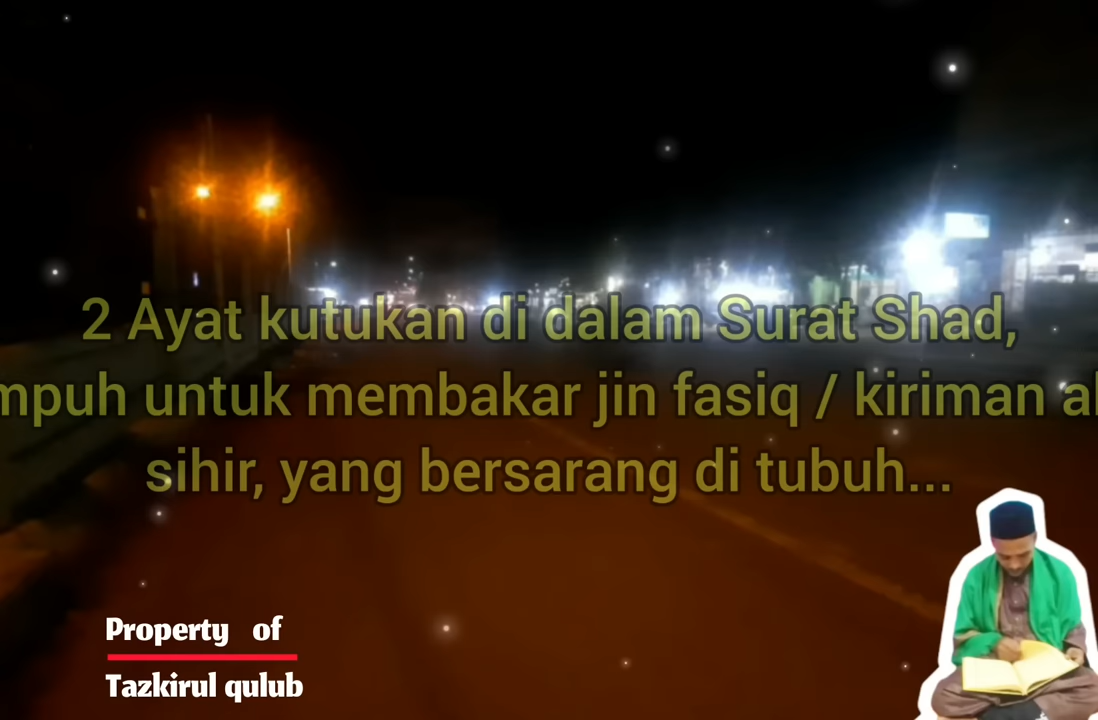 2 Ayat kutukan di dalam Surat Shad,
untuk membakar jin fasiq / kiriman
sihir, yang bersarang di tubuh...
Property of
Tazkirul qulub